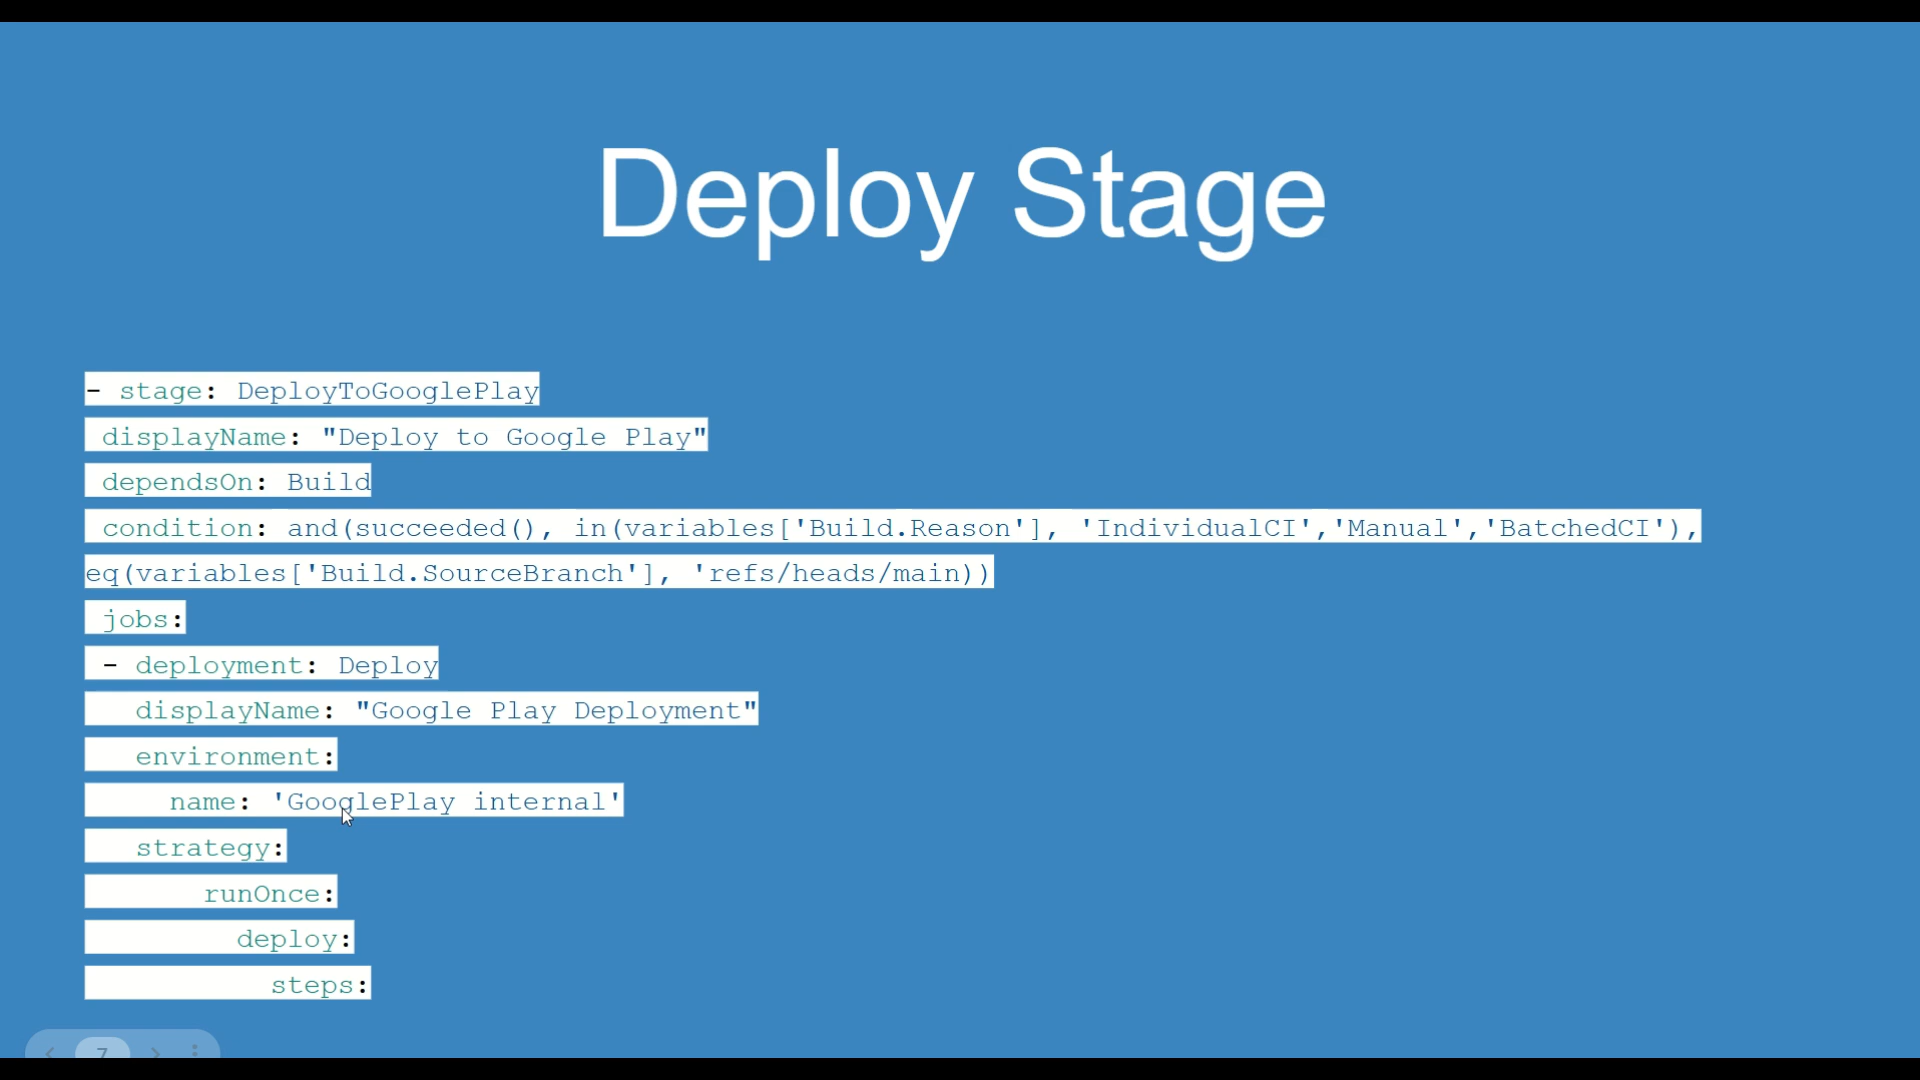 Deploy Stage
- stage: DeployToGooglePlay
displayName: "Deploy to Google Play"
dependsOn: Build
condition: and(succeeded(), in(variables['Build.Reason'], 'IndividualCI','Manual','BatchedCI'),
eq(variables['Build.SourceBranch'], 'refs/heads/main'))
jobs:
- deployment: Deploy
displayName: "Google Play Deployment"
environment:
name: 'GooglePlay internal'
strategy:
runOnce:
deploy:
steps:
7